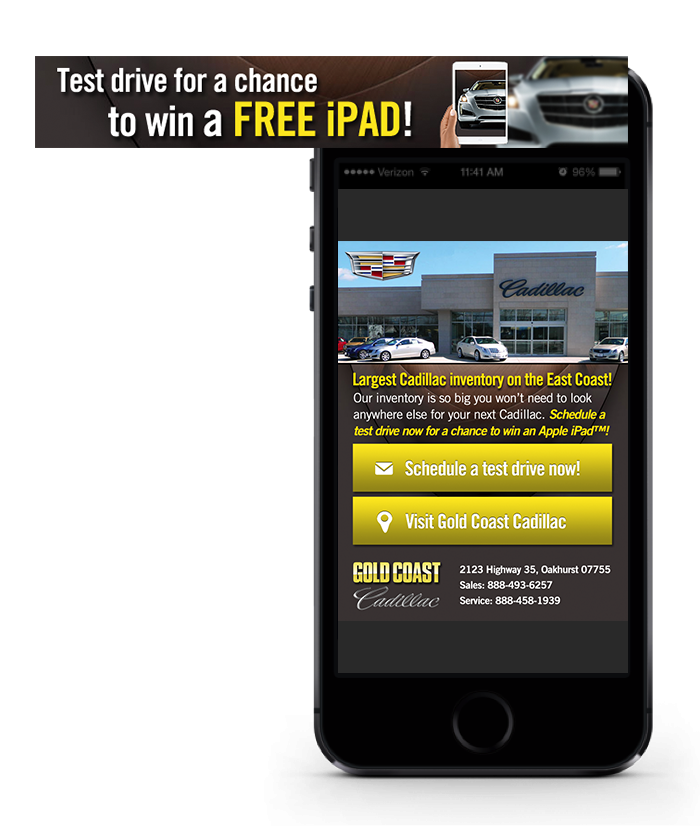 Test drive for a chance
to win a FREE iPAD!
Verizon 11:41 AM 96%
Cadillac
Largest Cadillac inventory on the East Coast!
Our inventory is so big you won't need to look
anywhere else for your next Cadillac. Schedule a
test drive now for a chance to win an Apple iPad™!
Schedule a test drive now!
Visit Gold Coast Cadillac
GOLD COAST
Cadillac
2123 Highway 35, Oakhurst 07755
Sales: 888-493-6257
Service: 888-458-1939